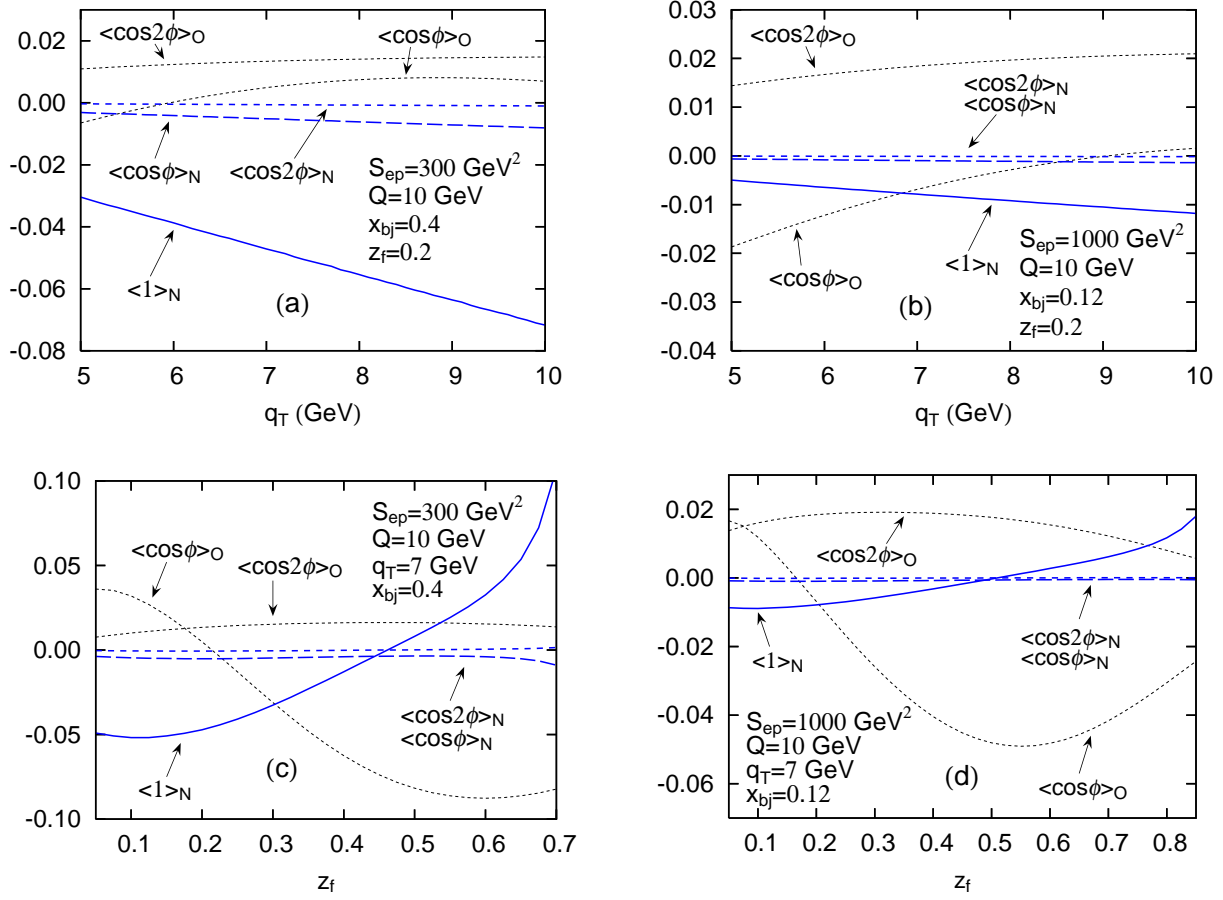 0.02
0.00
-0.02
-0.04
-0.06
-0.08
<cos2ϕ>O
<cosϕ>O
<cosϕ>N
<cos2ϕ>N
<1>N
Sep=300 GeV2
Q=10 GeV
xbj=0.4
zf=0.2
(a)
5 6 7 8 9 10
qT (GeV)
0.03
0.02
0.01
0.00
-0.01
-0.02
-0.03
-0.04
<cos2ϕ>O
<cos2ϕ>N
<cosϕ>N
<cosϕ>O
<1>N
Sep=1000 GeV2
Q=10 GeV
xbj=0.12
zf=0.2
(b)
5 6 7 8 9 10
qT (GeV)
0.10
0.05
0.00
-0.05
-0.10
<cosϕ>O
<cos2ϕ>O
Sep=300 GeV2
Q=10 GeV
qT=7 GeV
xbj=0.4
<cos2ϕ>N
<cosϕ>N
<1>N
(c)
0.1 0.2 0.3 0.4 0.5 0.6 0.7
zf
0.02
0.00
-0.02
-0.04
-0.06
<cos2ϕ>O
<1>N
<cos2ϕ>N
<cosϕ>N
Sep=1000 GeV2
Q=10 GeV
qT=7 GeV
xbj=0.12
(d)
<cosϕ>O
0.1 0.2 0.3 0.4 0.5 0.6 0.7 0.8
zf